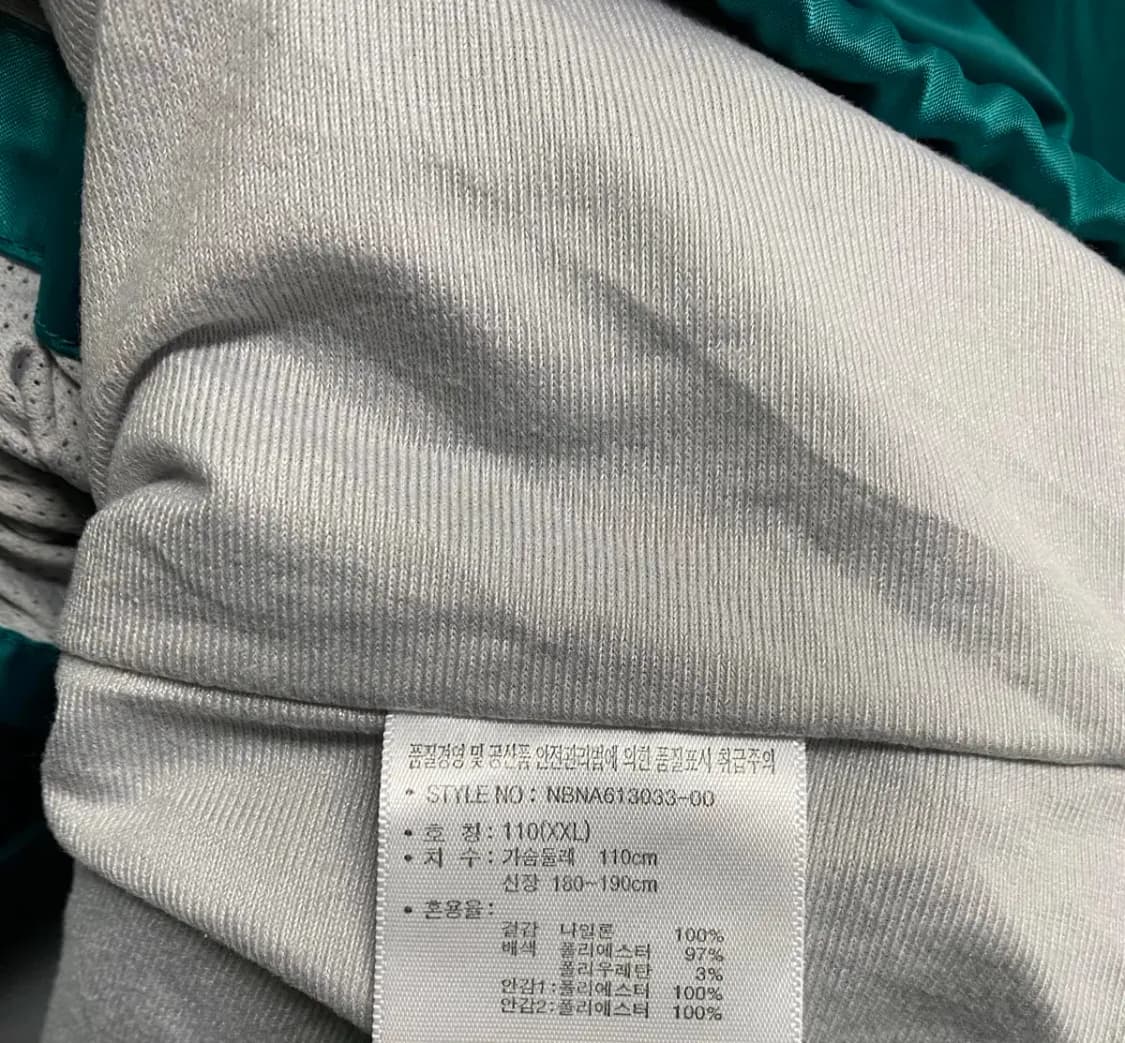 품질경영 및 공산품 안전관리법에 의한 품질표시 취급주의
• STYLE NO : NBNA613033-00
• 호 칭 : 110(XXL)
• 치 수 : 가슴둘레 110cm
신장 180~190cm
• 혼용율 :
겉감 나일론 100%
배색 폴리에스터 97%
폴리우레탄 3%
안감1:폴리에스터 100%
안감2:폴리에스터 100%